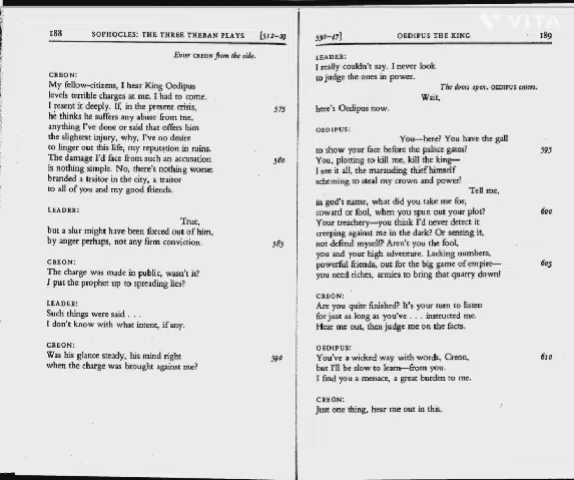 VITA
188 SOPHOCLES: THE THREE THEBAN PLAYS [512–29
Enter CREON from the side.
CREON:
My fellow-citizens, I hear King Oedipus
levels terrible charges at me. I had to come.
I resent it deeply. If, in the present crisis, 575
he thinks he suffers any abuse from me,
anything I've done or said that offers him
the slightest injury, why, I've no desire
to linger out this life, my reputation in ruins.
The damage I'd face from such an accusation 580
is nothing simple. No, there's nothing worse:
branded a traitor in the city, a traitor
to all of you and my good friends.
LEADER:
True,
but a slur might have been forced out of him,
by anger perhaps, not any firm conviction. 585
CREON:
The charge was made in public, wasn't it?
I put the prophet up to spreading lies?
LEADER:
Such things were said . . .
I don't know with what intent, if any.
CREON:
Was his glance steady, his mind right 590
when the charge was brought against me?
530–47] OEDIPUS THE KING 189
LEADER:
I really couldn't say. I never look
to judge the ones in power.
The doors open. OEDIPUS enters.
Wait,
here's Oedipus now.
OEDIPUS:
You—here? You have the gall
to show your face before the palace gates? 595
You, plotting to kill me, kill the king—
I see it all, the marauding thief himself
scheming to steal my crown and power!
Tell me,
in god's name, what did you take me for,
coward or fool, when you spun out your plot? 600
Your treachery—you think I'd never detect it
creeping against me in the dark? Or sensing it,
not defend myself? Aren't you the fool,
you and your high adventure. Lacking numbers,
powerful friends, out for the big game of empire— 605
you need riches, armies to bring that quarry down!
CREON:
Are you quite finished? It's your turn to listen
for just as long as you've . . . instructed me.
Hear me out, then judge me on the facts.
OEDIPUS:
You've a wicked way with words, Creon, 610
but I'll be slow to learn—from you.
I find you a menace, a great burden to me.
CREON:
Just one thing, hear me out in this.